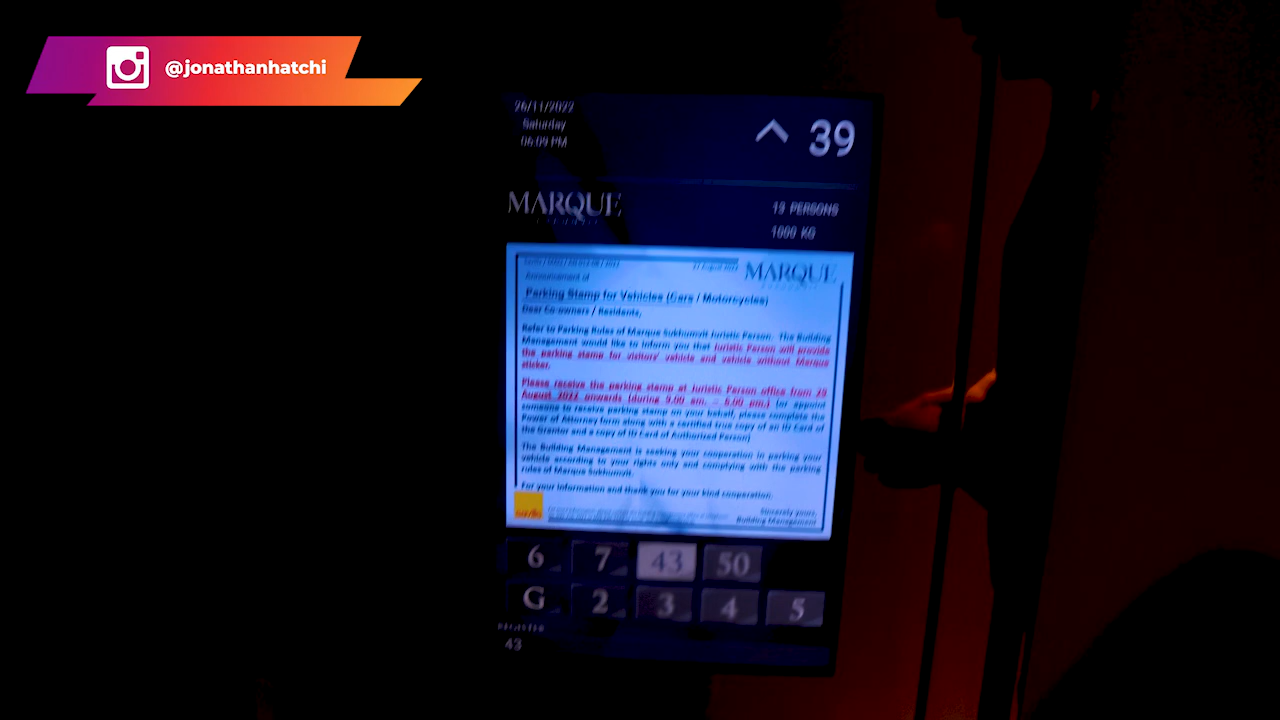 @jonathanhatchi
26/11/2022
Saturday
06:09 PM
39
MARQUE
13 PERSONS
1000 KG
MARQUE
Announcement of
Parking Stamp for Vehicles (Cars / Motorcycles)
Dear Co-owners / Residents,
Refer to Parking Rules of Marque Sukhumvit Juristic Person. The Building
Management would like to inform you that Juristic Person will provide
the parking stamp for visitors' vehicle and vehicle without Marque
sticker.
Please receive the parking stamp at Juristic Person office from 29
August 2022 onwards (during 9.00 am. – 6.00 pm.) (or appoint
someone to receive parking stamp on your behalf, please complete the
Power of Attorney form along with a certified true copy of an ID Card of
the Grantor and a copy of ID Card of Authorized Person)
The Building Management is seeking your cooperation in parking your
vehicle according to your rights only and complying with the parking
rules of Marque Sukhumvit.
For your information and thank you for your kind cooperation.
Sincerely yours,
Building Management
savills
6 7 43 50
G 2 3 4 5
REGISTER
43